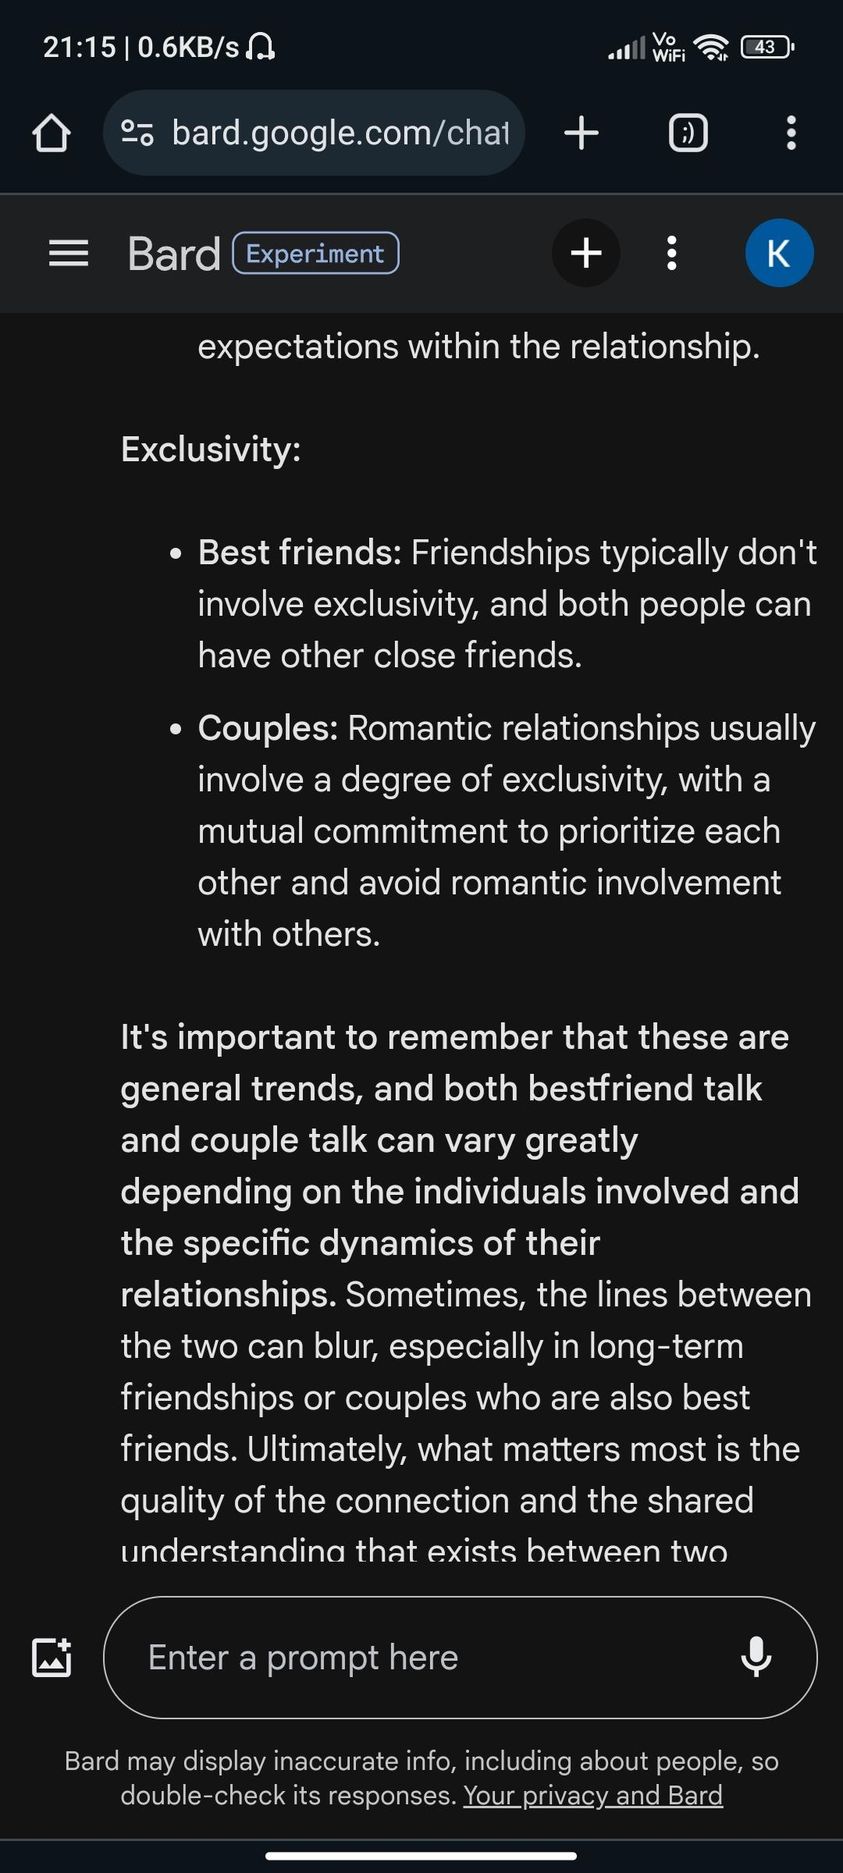 21:15 | 0.6KB/s
Vo
WiFi
43
bard.google.com/chat
:)
Bard Experiment
K
expectations within the relationship.
Exclusivity:
• Best friends: Friendships typically don't
involve exclusivity, and both people can
have other close friends.
• Couples: Romantic relationships usually
involve a degree of exclusivity, with a
mutual commitment to prioritize each
other and avoid romantic involvement
with others.
It's important to remember that these are
general trends, and both bestfriend talk
and couple talk can vary greatly
depending on the individuals involved and
the specific dynamics of their
relationships. Sometimes, the lines between
the two can blur, especially in long-term
friendships or couples who are also best
friends. Ultimately, what matters most is the
quality of the connection and the shared
understanding that exists between two
Enter a prompt here
Bard may display inaccurate info, including about people, so
double-check its responses. Your privacy and Bard